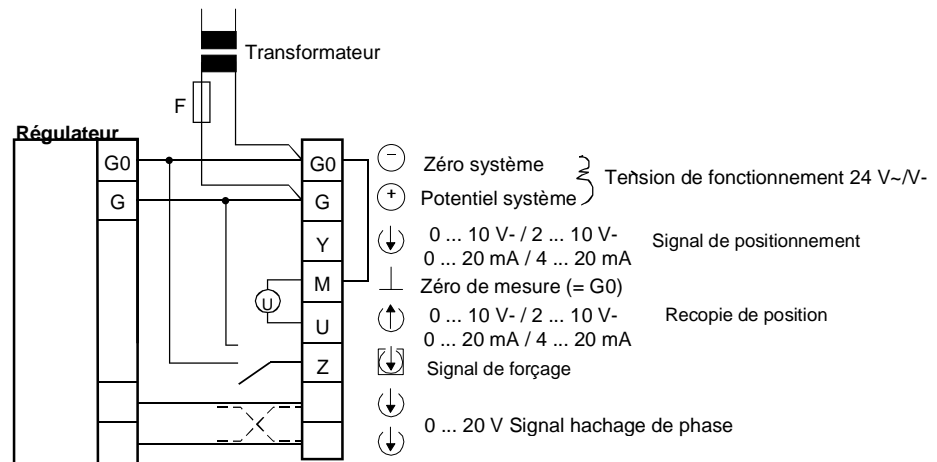 Transformateur
F
Régulateur
G0
G
G0
G
Y
M
U
Z
U
Zéro système
Potentiel système
Tension de fonctionnement 24 V~/V-
0 ... 10 V- / 2 ... 10 V-
0 ... 20 mA / 4 ... 20 mA
Signal de positionnement
Zéro de mesure (= G0)
0 ... 10 V- / 2 ... 10 V-
0 ... 20 mA / 4 ... 20 mA
Recopie de position
Signal de forçage
0 ... 20 V Signal hachage de phase